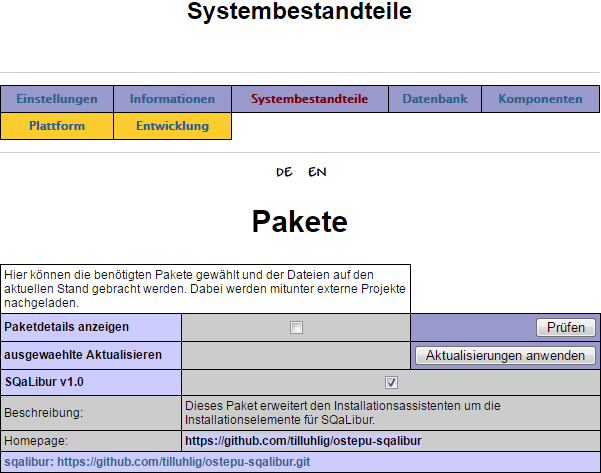 Systembestandteile
Einstellungen Informationen Systembestandteile Datenbank Komponenten
Plattform Entwicklung
DE EN
Pakete
Hier können die benötigten Pakete gewählt und der Dateien auf den
aktuellen Stand gebracht werden. Dabei werden mitunter externe Projekte
nachgeladen.
Paketdetails anzeigen Prüfen
ausgewaehlte Aktualisieren Aktualisierungen anwenden
SQaLibur v1.0
Beschreibung: Dieses Paket erweitert den Installationsassistenten um die
Installationselemente für SQaLibur.
Homepage: https://github.com/tilluhlig/ostepu-sqalibur
sqalibur: https://github.com/tilluhlig/ostepu-sqalibur.git